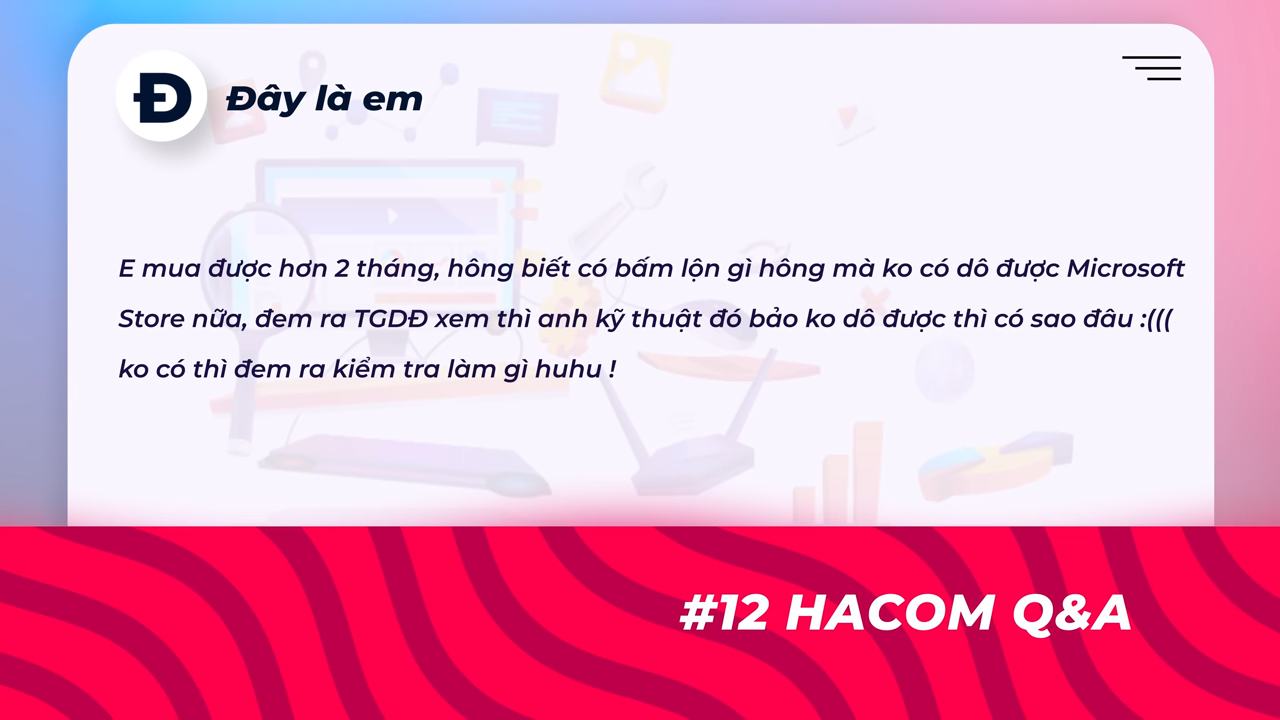 Đ
Đây là em
E mua được hơn 2 tháng, hông biết có bấm lộn gì hông mà ko có dô được Microsoft
Store nữa, đem ra TGDĐ xem thì anh kỹ thuật đó bảo ko dô được thì có sao đâu :(((
ko có thì đem ra kiểm tra làm gì huhu !
#12 HACOM Q&A